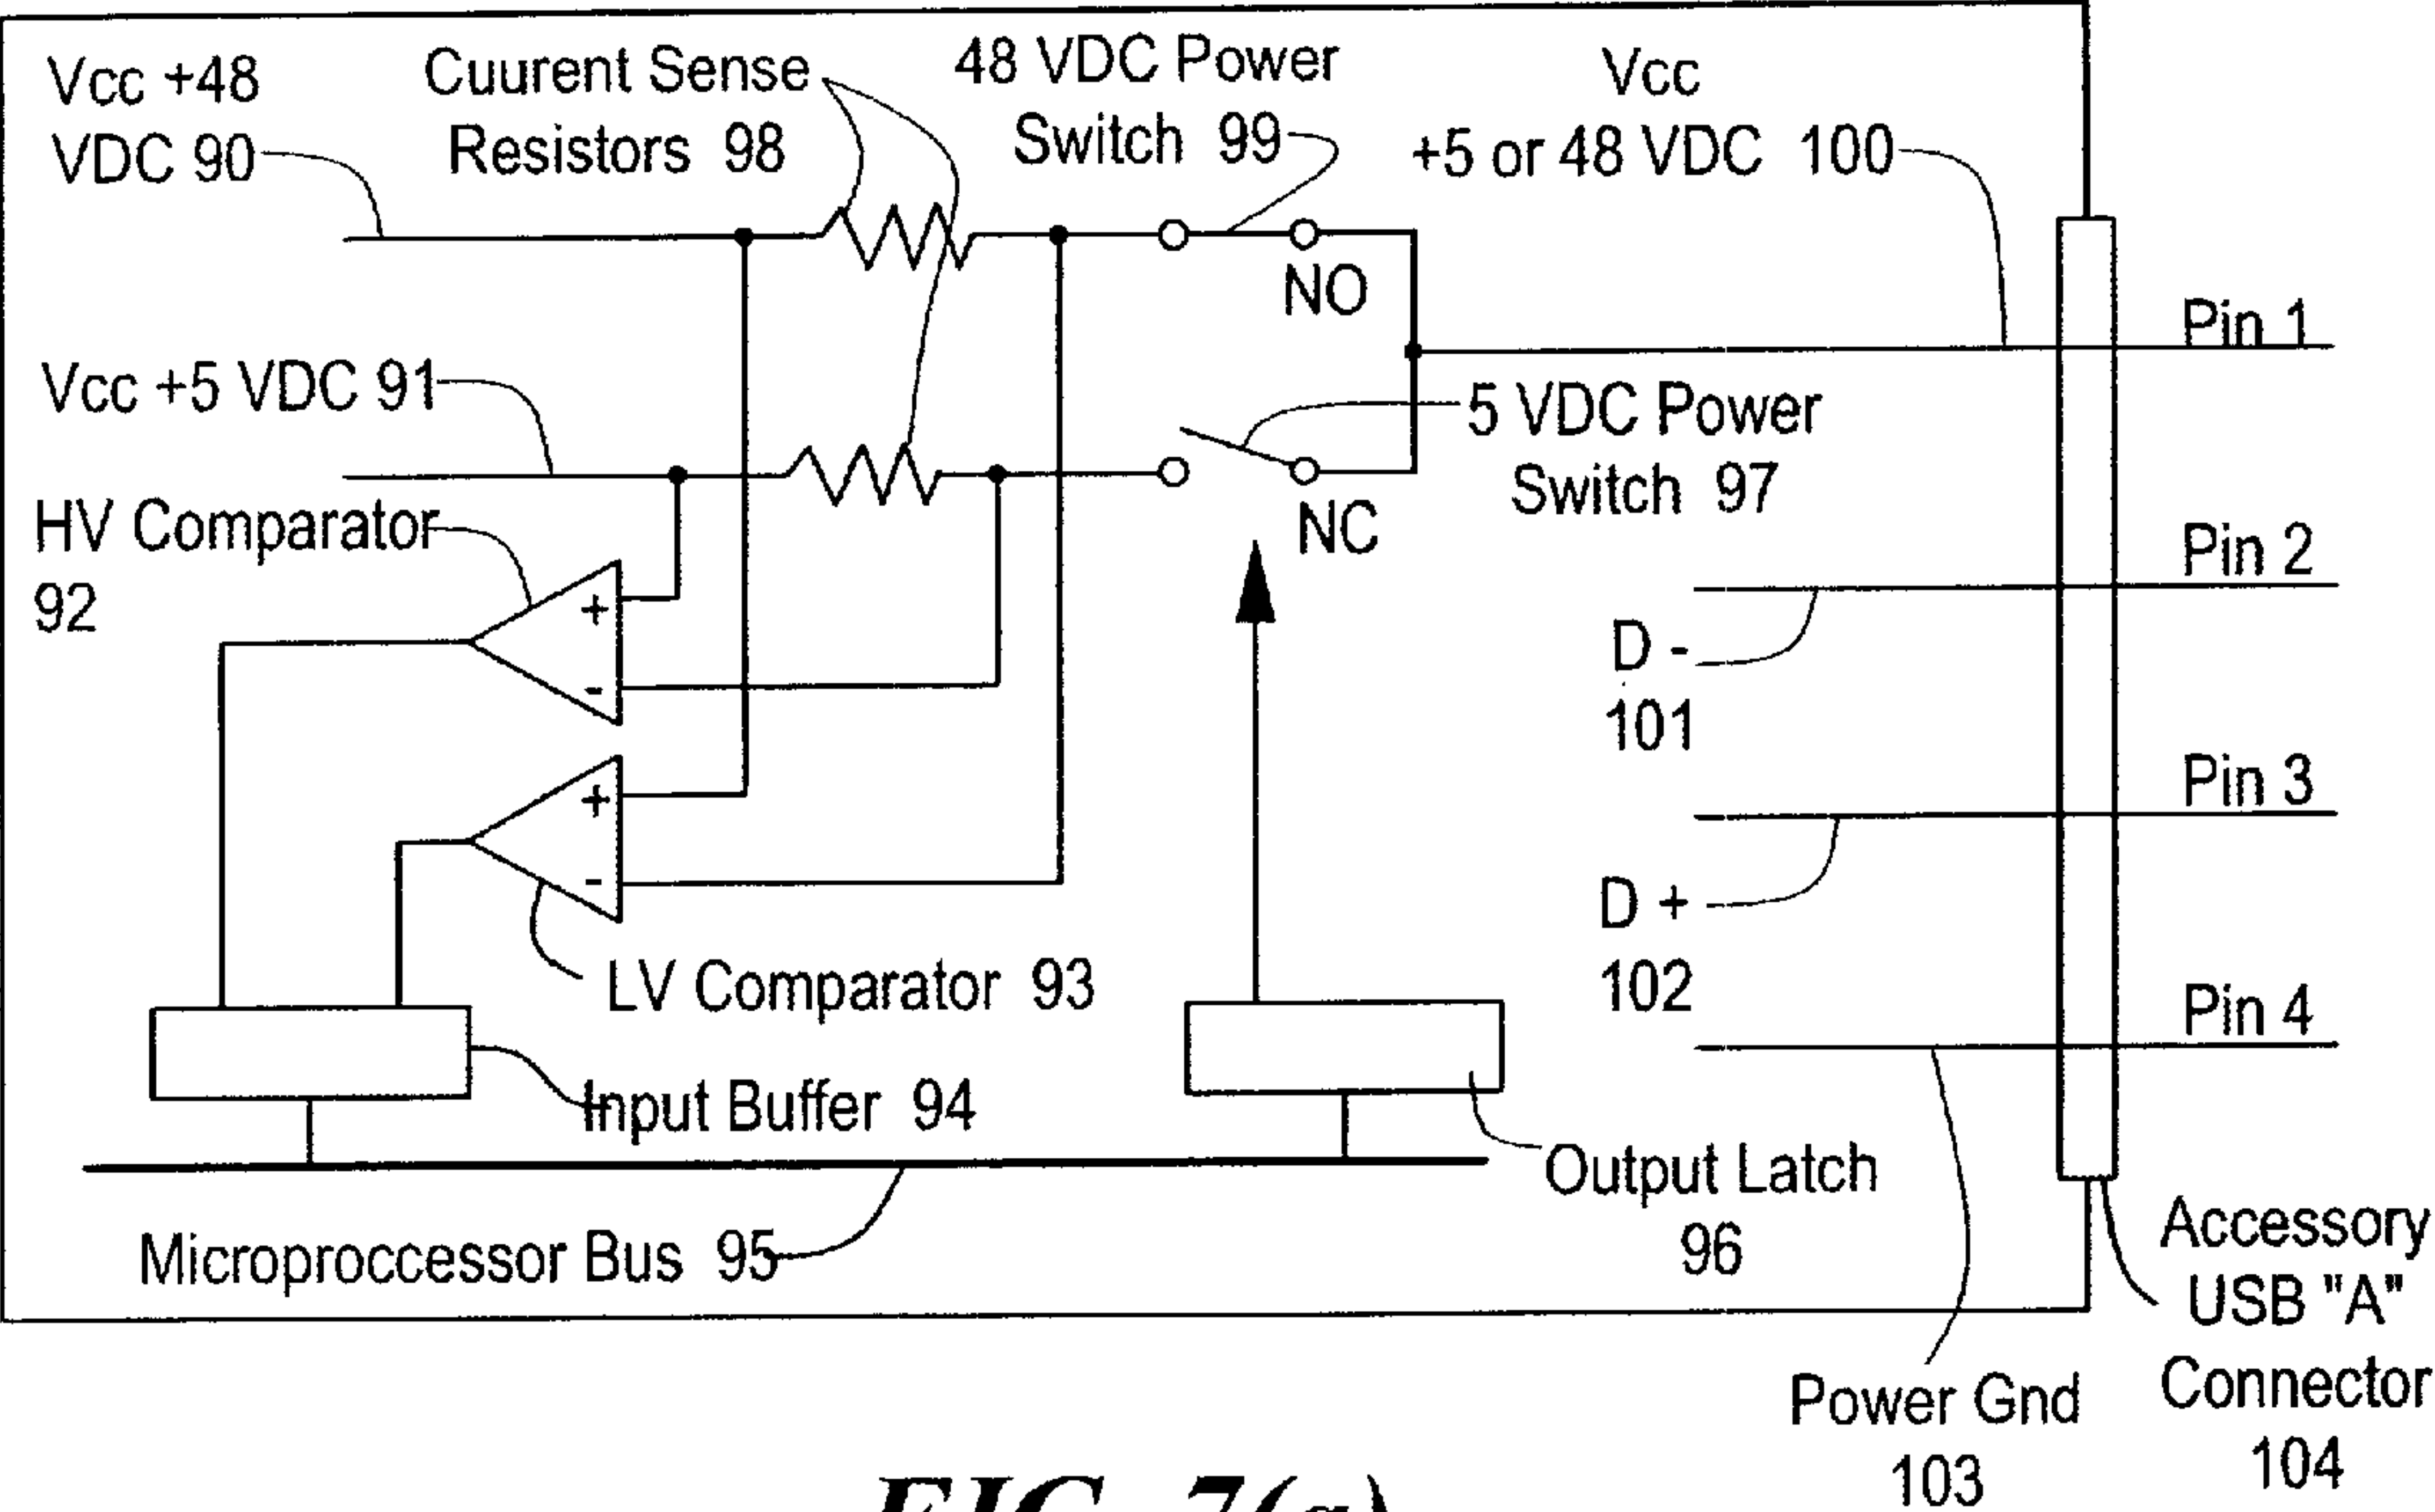 Vcc +48
VDC 90
Cuurent Sense
Resistors 98
48 VDC Power
Switch 99
Vcc
+5 or 48 VDC 100
NO
Pin 1
Vcc +5 VDC 91
5 VDC Power
Switch 97
NC
HV Comparator
92
+
-
Pin 2
D -
101
+
-
Pin 3
D +
102
LV Comparator 93
Pin 4
Input Buffer 94
Output Latch
96
Microproccessor Bus 95
Accessory
USB "A"
Connector
104
Power Gnd
103
FIG. 7(a)